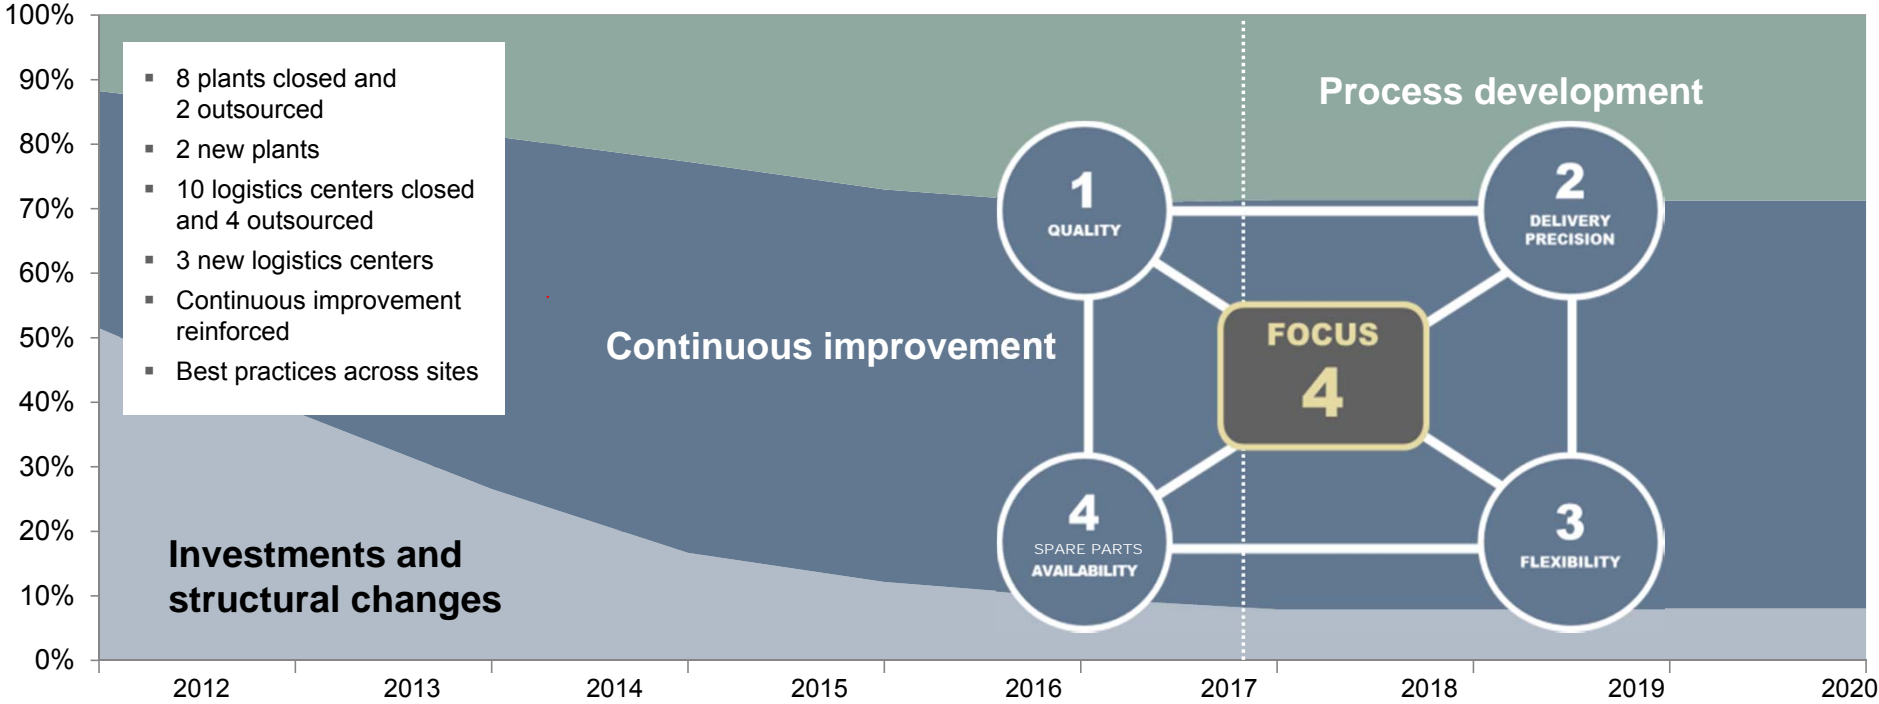 100%
90%
80%
70%
60%
50%
40%
30%
20%
10%
0%
▪ 8 plants closed and
2 outsourced
▪ 2 new plants
▪ 10 logistics centers closed
and 4 outsourced
▪ 3 new logistics centers
▪ Continuous improvement
reinforced
▪ Best practices across sites
Process development
Continuous improvement
Investments and
structural changes
1
QUALITY
2
DELIVERY
PRECISION
FOCUS
4
4
SPARE PARTS
AVAILABILITY
3
FLEXIBILITY
2012 2013 2014 2015 2016 2017 2018 2019 2020